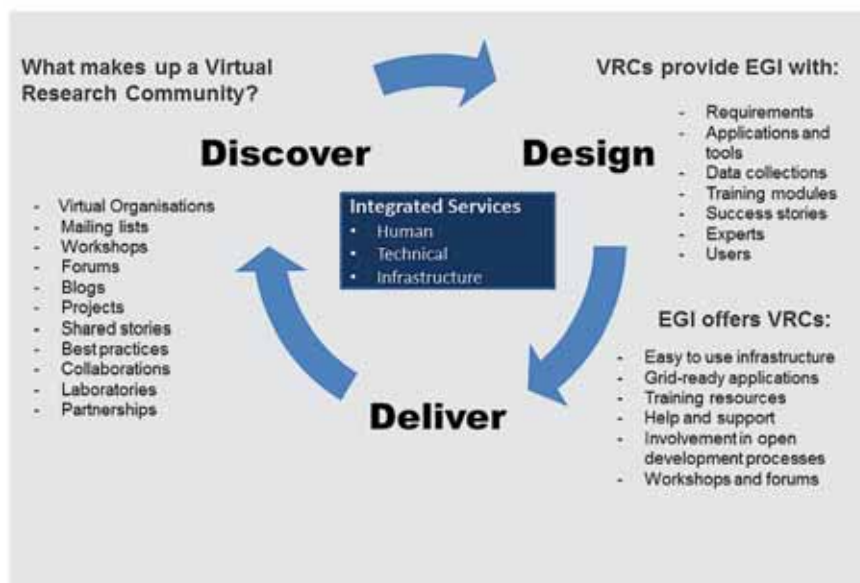 What makes up a Virtual
Research Community?
Discover
- Virtual Organisations
- Mailing lists
- Workshops
- Forums
- Blogs
- Projects
- Shared stories
- Best practices
- Collaborations
- Laboratories
- Partnerships
Integrated Services
• Human
• Technical
• Infrastructure
Design
VRCs provide EGI with:
- Requirements
- Applications and
tools
- Data collections
- Training modules
- Success stories
- Experts
- Users
EGI offers VRCs:
- Easy to use infrastructure
- Grid-ready applications
- Training resources
- Help and support
- Involvement in open
development processes
- Workshops and forums
Deliver